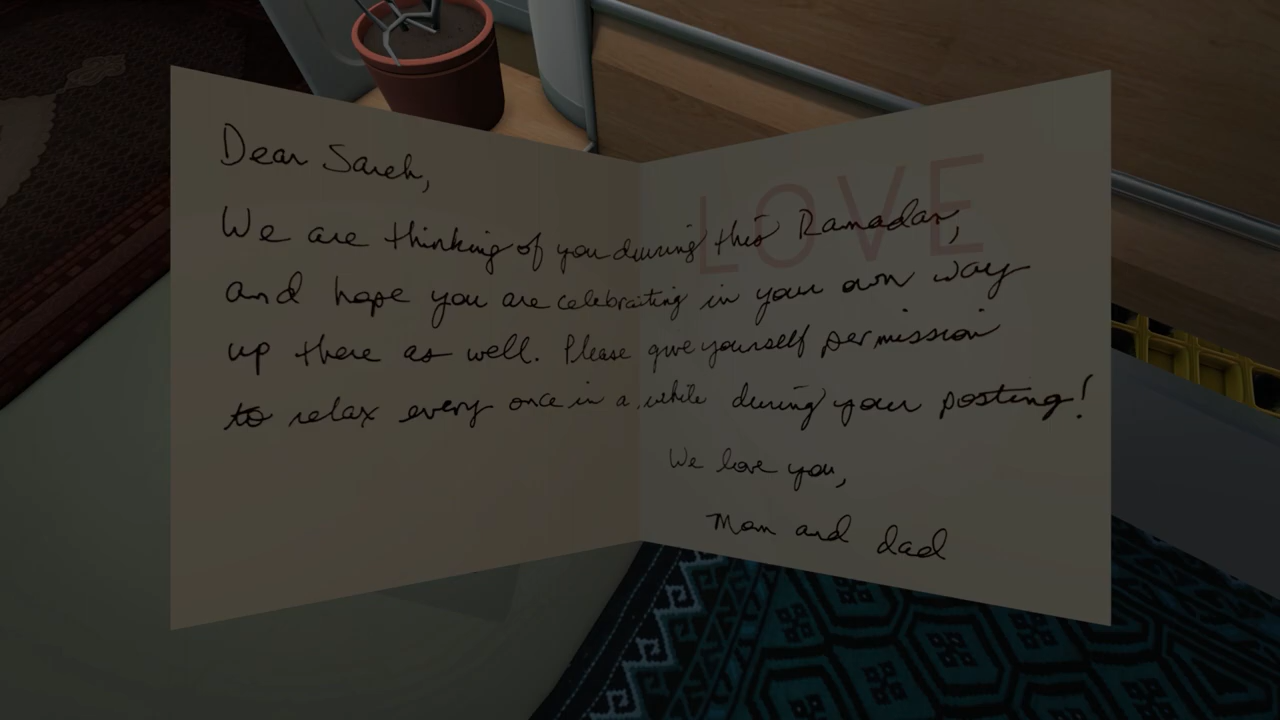 Dear Sareh,
LOVE
We are thinking of you during this Ramadan,
and hope you are celebrating in your own way
up there as well. Please give yourself permission
to relax every once in a while during your posting!
We love you,
Mom and dad